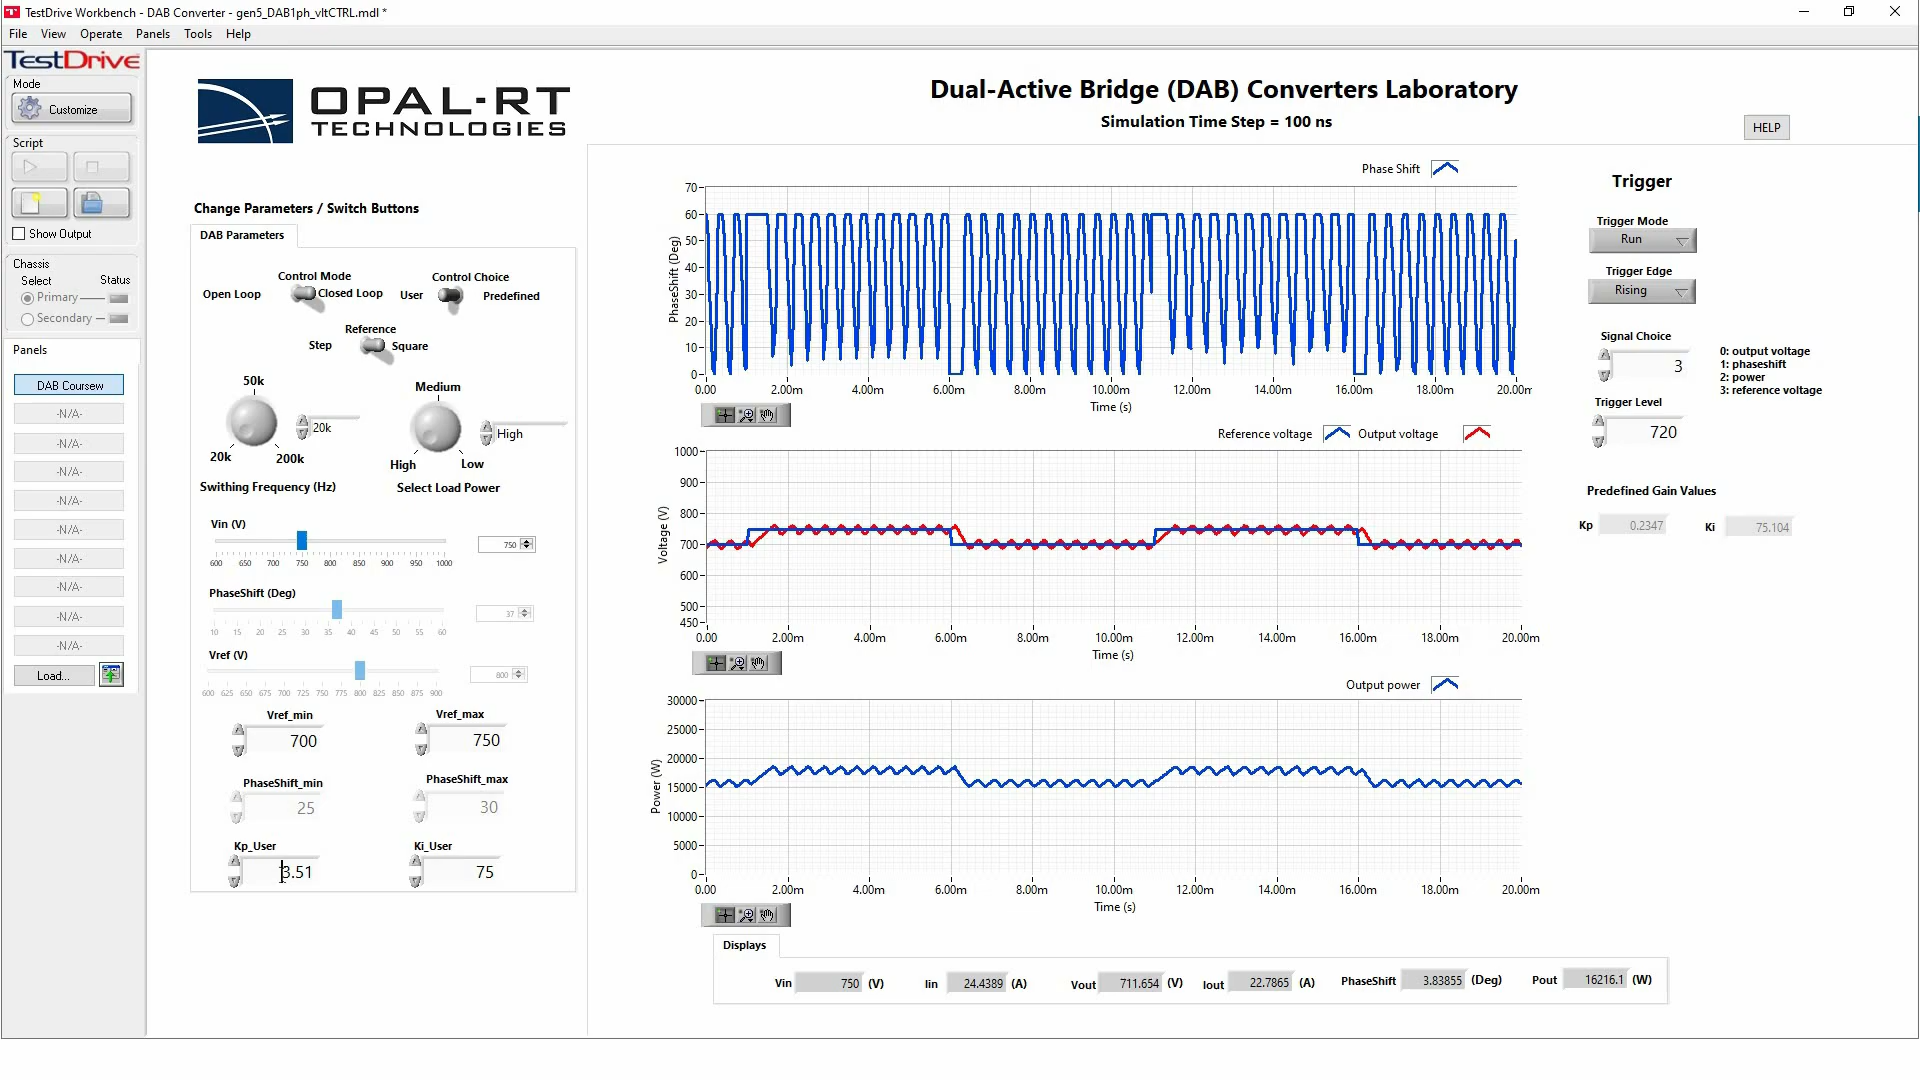 TestDrive Workbench - DAB Converter - gen5_DAB1ph_vltCTRL.mdl *
File View Operate Panels Tools Help
TestDrive
Mode
Customize
Script
Show Output
Chassis
Select Status
Primary
Secondary
Panels
DAB Coursew
-N/A-
-N/A-
-N/A-
-N/A-
-N/A-
-N/A-
-N/A-
-N/A-
-N/A-
Load...
OPAL-RT
TECHNOLOGIES
Dual-Active Bridge (DAB) Converters Laboratory
Simulation Time Step = 100 ns
HELP
Change Parameters / Switch Buttons
DAB Parameters
Control Mode
Open Loop Closed Loop
Control Choice
User Predefined
Reference
Step Square
50k
20k 200k
20k
Swithing Frequency (Hz)
Medium
High Low
High
Select Load Power
Vin (V)
750
600 650 700 750 800 850 900 950 1000
PhaseShift (Deg)
37
10 15 20 25 30 35 40 45 50 55 60
Vref (V)
800
600 625 650 675 700 725 750 775 800 825 850 875 900
Vref_min Vref_max
700 750
PhaseShift_min PhaseShift_max
25 30
Kp_User Ki_User
3.51 75
Phase Shift
PhaseShift (Deg)
70
60
50
40
30
20
10
0
0.00 2.00m 4.00m 6.00m 8.00m 10.00m 12.00m 14.00m 16.00m 18.00m 20.00m
Time (s)
Reference voltage Output voltage
Voltage (V)
1000
900
800
700
600
500
450
0.00 2.00m 4.00m 6.00m 8.00m 10.00m 12.00m 14.00m 16.00m 18.00m 20.00m
Time (s)
Output power
Power (W)
30000
25000
20000
15000
10000
5000
0
0.00 2.00m 4.00m 6.00m 8.00m 10.00m 12.00m 14.00m 16.00m 18.00m 20.00m
Time (s)
Displays
Vin 750 (V) Iin 24.4389 (A) Vout 711.654 (V) Iout 22.7865 (A) PhaseShift 3.83855 (Deg) Pout 16216.1 (W)
Trigger
Trigger Mode
Run
Trigger Edge
Rising
Signal Choice
3
0: output voltage
1: phaseshift
2: power
3: reference voltage
Trigger Level
720
Predefined Gain Values
Kp 0.2347 Ki 75.104